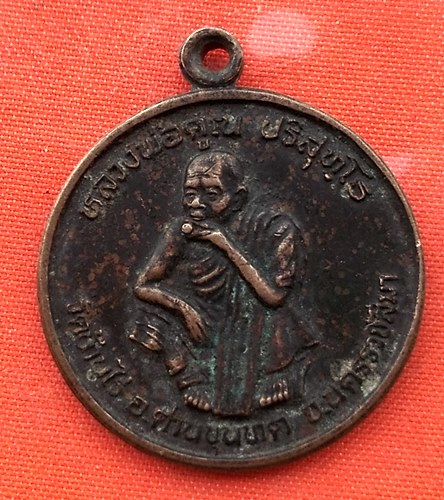 หลวงพ่อคูณ ปริสุทฺโธ
วัดบ้านไร่ อ.ด่านขุนทด จ.นครราชสีมา